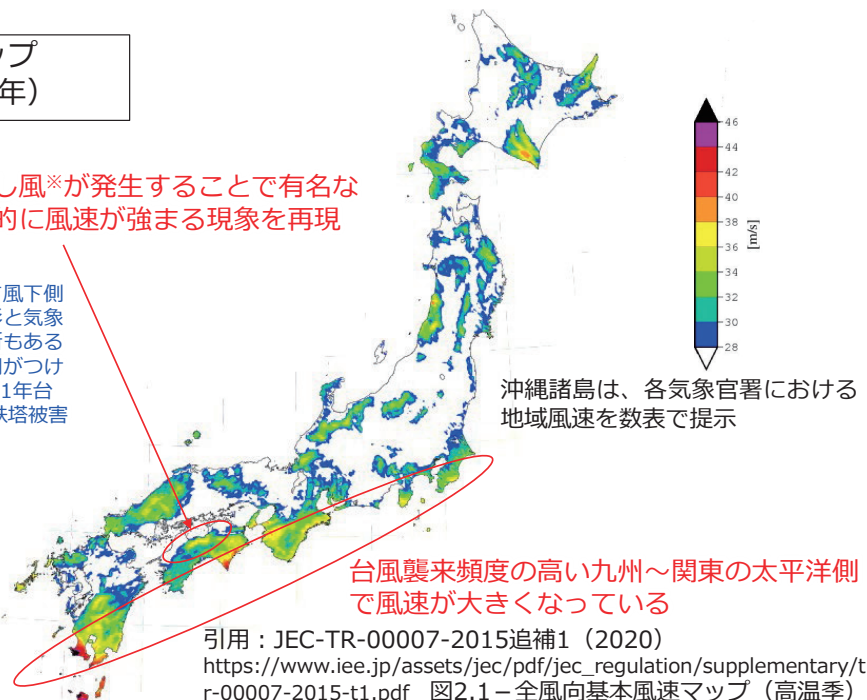 ップ
年）
し風※が発生することで有名な
的に風速が強まる現象を再現
風下側
彡と気象
もある
がつけ
1年台
鉄塔被害
46
44
42
40
38
36
34
32
30
28
[m/s]
沖縄諸島は、各気象官署における
地域風速を数表で提示
台風襲来頻度の高い九州～関東の太平洋側
で風速が大きくなっている
引用：JEC-TR-00007-2015追補1（2020）
https://www.iee.jp/assets/jec/pdf/jec_regulation/supplementary/t
r-00007-2015-t1.pdf 図2.1－全風向基本風速マップ（高温季）